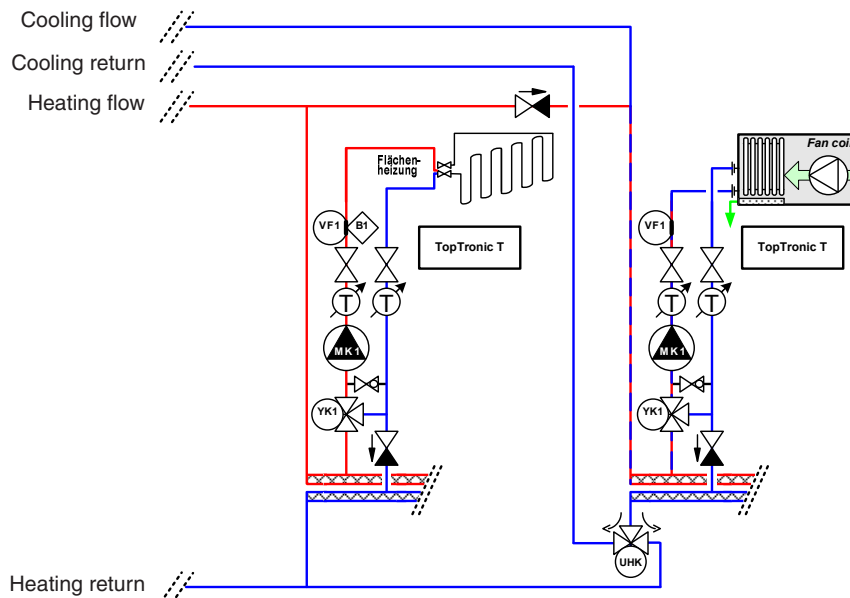 Cooling flow
Cooling return
Heating flow
Flächen-
heizung
Fan coil
VF1
B1
TopTronic T
VF1
TopTronic T
T
T
T
T
MK1
MK1
YK1
YK1
UHK
Heating return